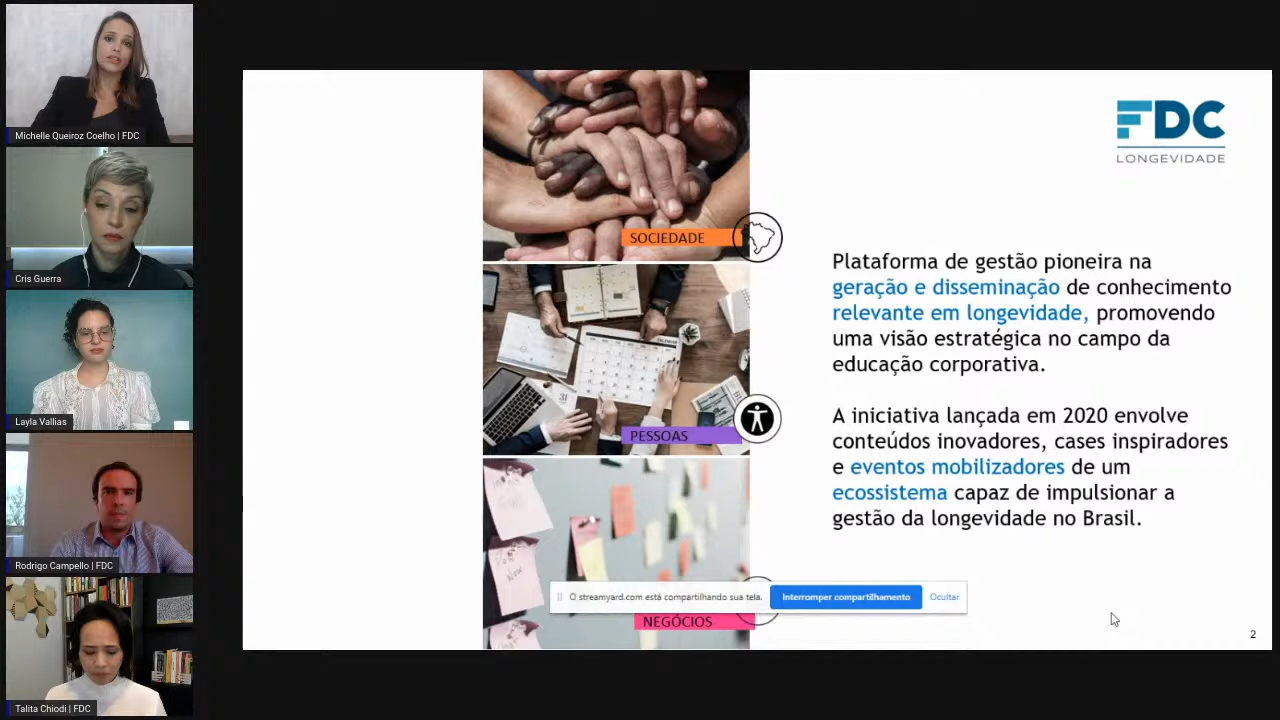 Michelle Queiroz Coelho | FDC
Cris Guerra
Layla Vallias
Rodrigo Campello | FDC
Talita Chiodi | FDC
SOCIEDADE
PESSOAS
NEGÓCIOS
FDC
LONGEVIDADE
Plataforma de gestão pioneira na
geração e disseminação de conhecimento
relevante em longevidade, promovendo
uma visão estratégica no campo da
educação corporativa.
A iniciativa lançada em 2020 envolve
conteúdos inovadores, cases inspiradores
e eventos mobilizadores de um
ecossistema capaz de impulsionar a
gestão da longevidade no Brasil.
O streamyard.com está compartilhando sua tela.
Interromper compartilhamento
Ocultar
2